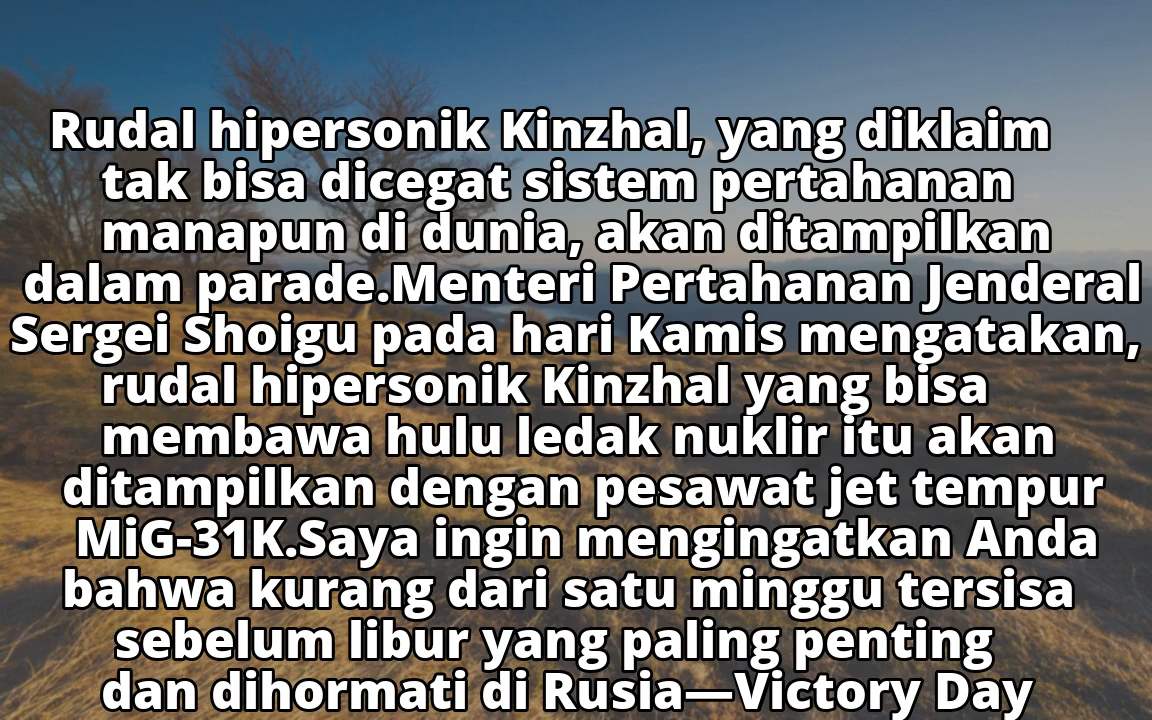 Rudal hipersonik Kinzhal, yang diklaim
tak bisa dicegat sistem pertahanan
manapun di dunia, akan ditampilkan
dalam parade.Menteri Pertahanan Jenderal
Sergei Shoigu pada hari Kamis mengatakan,
rudal hipersonik Kinzhal yang bisa
membawa hulu ledak nuklir itu akan
ditampilkan dengan pesawat jet tempur
MiG-31K.Saya ingin mengingatkan Anda
bahwa kurang dari satu minggu tersisa
sebelum libur yang paling penting
dan dihormati di Rusia—Victory Day